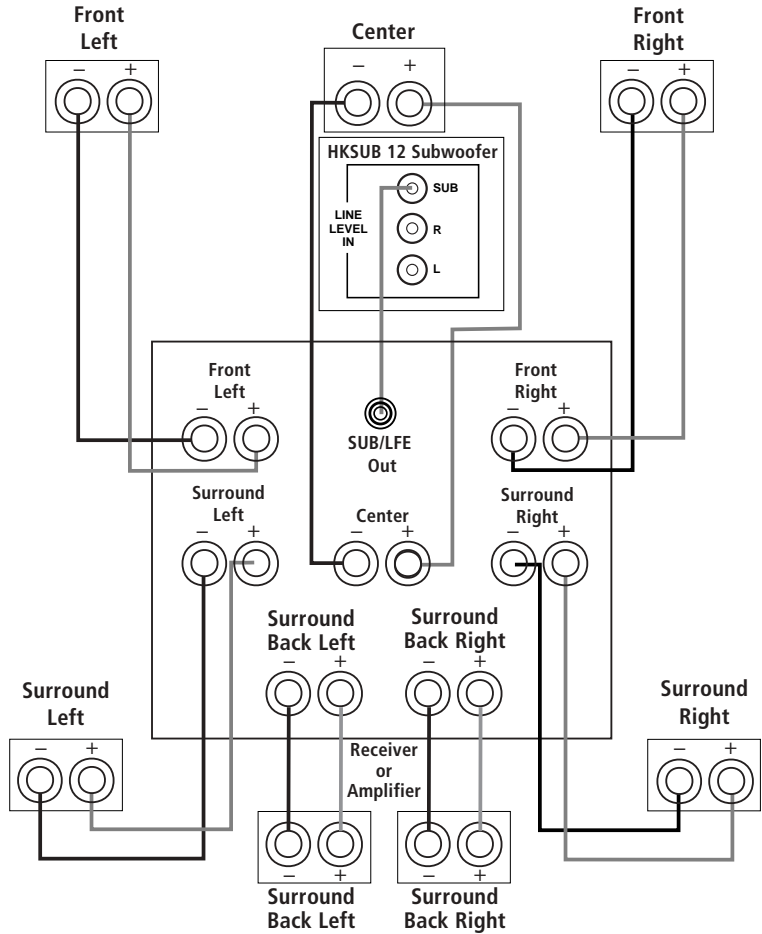 Front
Left
− +
Center
− +
Front
Right
− +
HKSUB 12 Subwoofer
LINE
LEVEL
IN
SUB
R
L
Front
Left
− +
SUB/LFE
Out
Front
Right
− +
Surround
Left
− +
Center
− +
Surround
Right
− +
Surround
Back Left
− +
Surround
Back Right
− +
Surround
Left
− +
Receiver
or
Amplifier
Surround
Right
− +
− +
Surround
Back Left
− +
Surround
Back Right